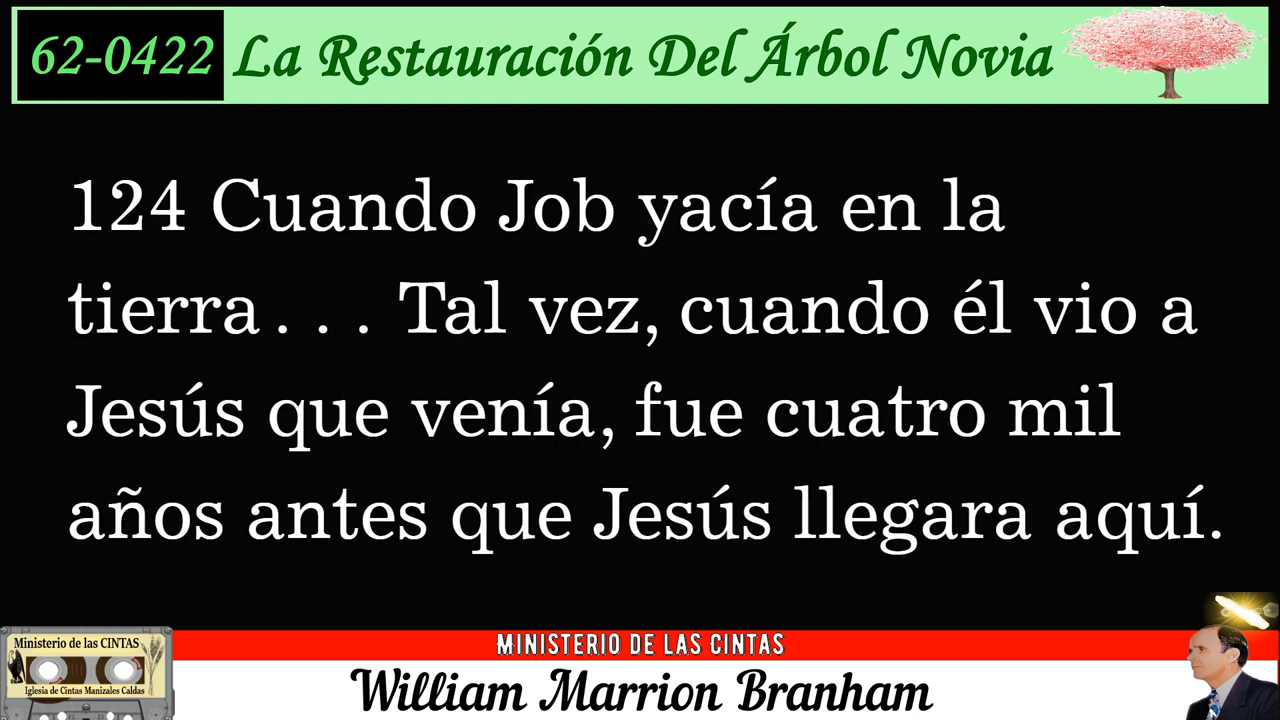 62-0422 La Restauración Del Árbol Novia
124 Cuando Job yacía en la
tierra. . . Tal vez, cuando él vio a
Jesús que venía, fue cuatro mil
años antes que Jesús llegara aquí.
MINISTERIO DE LAS CINTAS
Ministerio de las CINTAS
Iglesia de Cintas Manizales Caldas
William Marrion Branham